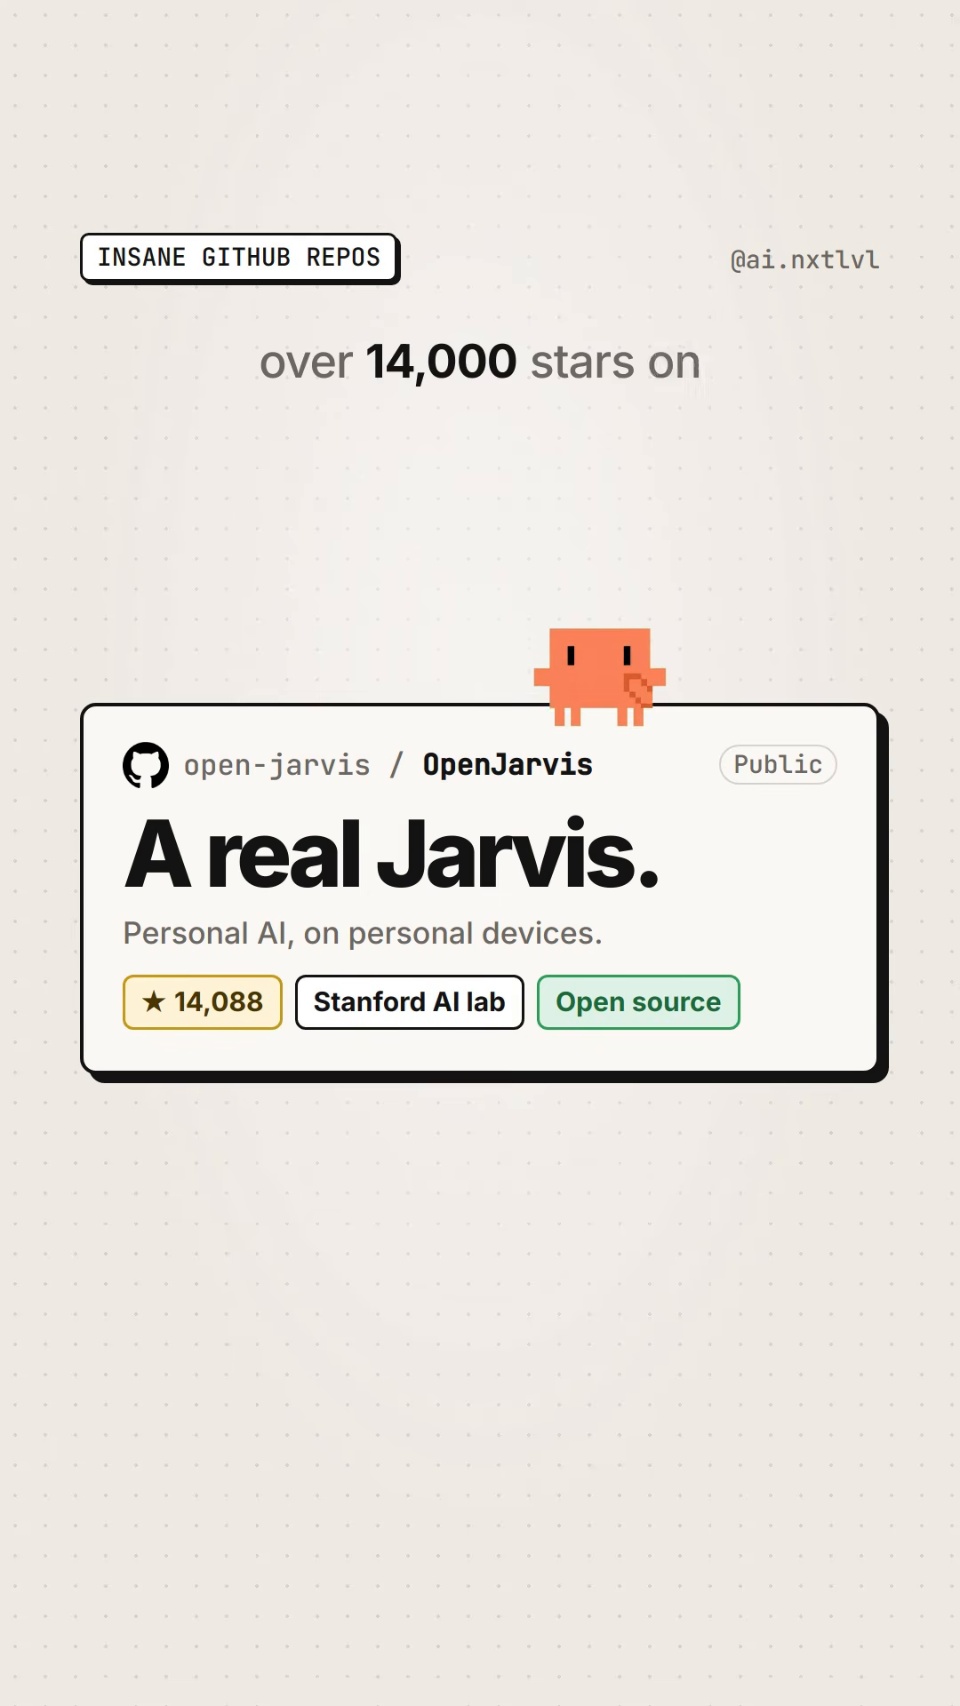 INSANE GITHUB REPOS
@ai.nxtlvl
over 14,000 stars on
open-jarvis / OpenJarvis
Public
A real Jarvis.
Personal AI, on personal devices.
★ 14,088
Stanford AI lab
Open source